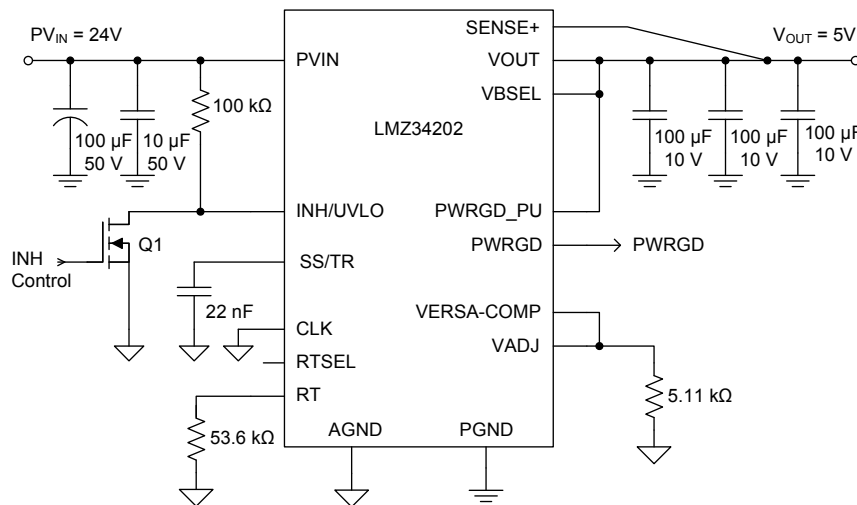 PVIN = 24V
SENSE+
VOUT = 5V
PVIN
VOUT
VBSEL
100 kΩ
LMZ34202
100 µF
50 V
10 µF
50 V
100 µF
10 V
100 µF
10 V
100 µF
10 V
INH/UVLO
PWRGD_PU
Q1
PWRGD
PWRGD
INH
Control
SS/TR
22 nF
VERSA-COMP
CLK
VADJ
RTSEL
RT
5.11 kΩ
53.6 kΩ
AGND
PGND